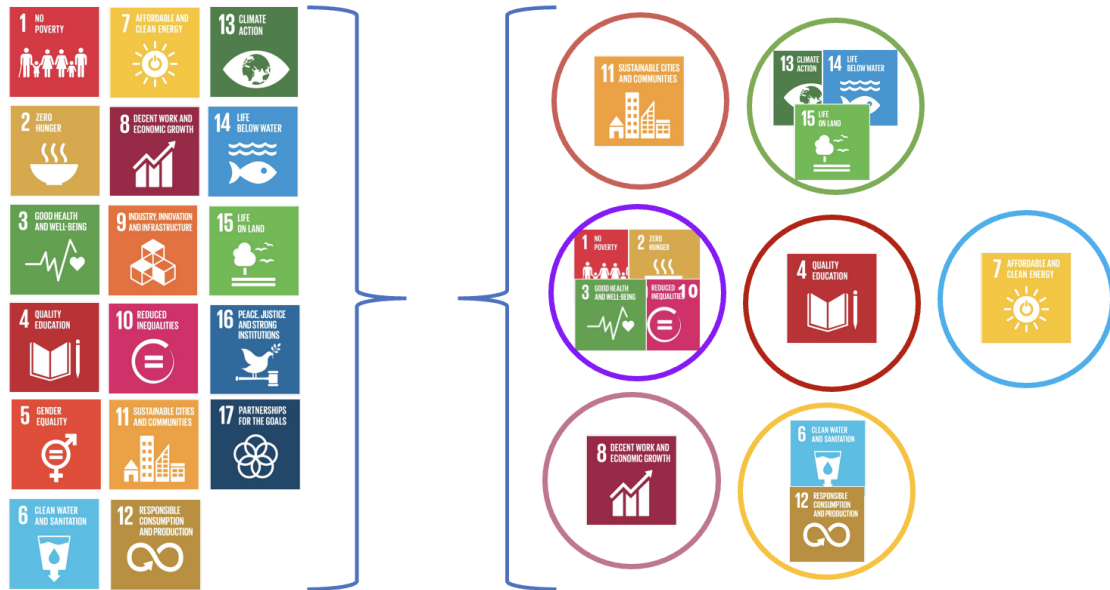 1 NO
POVERTY
7 AFFORDABLE AND
CLEAN ENERGY
13 CLIMATE
ACTION
2 ZERO
HUNGER
8 DECENT WORK AND
ECONOMIC GROWTH
14 LIFE
BELOW WATER
3 GOOD HEALTH
AND WELL-BEING
9 INDUSTRY, INNOVATION
AND INFRASTRUCTURE
15 LIFE
ON LAND
4 QUALITY
EDUCATION
10 REDUCED
INEQUALITIES
16 PEACE, JUSTICE
AND STRONG
INSTITUTIONS
5 GENDER
EQUALITY
11 SUSTAINABLE CITIES
AND COMMUNITIES
17 PARTNERSHIPS
FOR THE GOALS
6 CLEAN WATER
AND SANITATION
12 RESPONSIBLE
CONSUMPTION
AND PRODUCTION
11 SUSTAINABLE CITIES
AND COMMUNITIES
13 CLIMATE
ACTION
14 LIFE
BELOW WATER
15 LIFE
ON LAND
1 NO
POVERTY
2 ZERO
HUNGER
3 GOOD HEALTH
AND WELL-BEING
REDUCED 10
INEQUALITIES
4 QUALITY
EDUCATION
7 AFFORDABLE AND
CLEAN ENERGY
8 DECENT WORK AND
ECONOMIC GROWTH
6 CLEAN WATER
AND SANITATION
12 RESPONSIBLE
CONSUMPTION
AND PRODUCTION